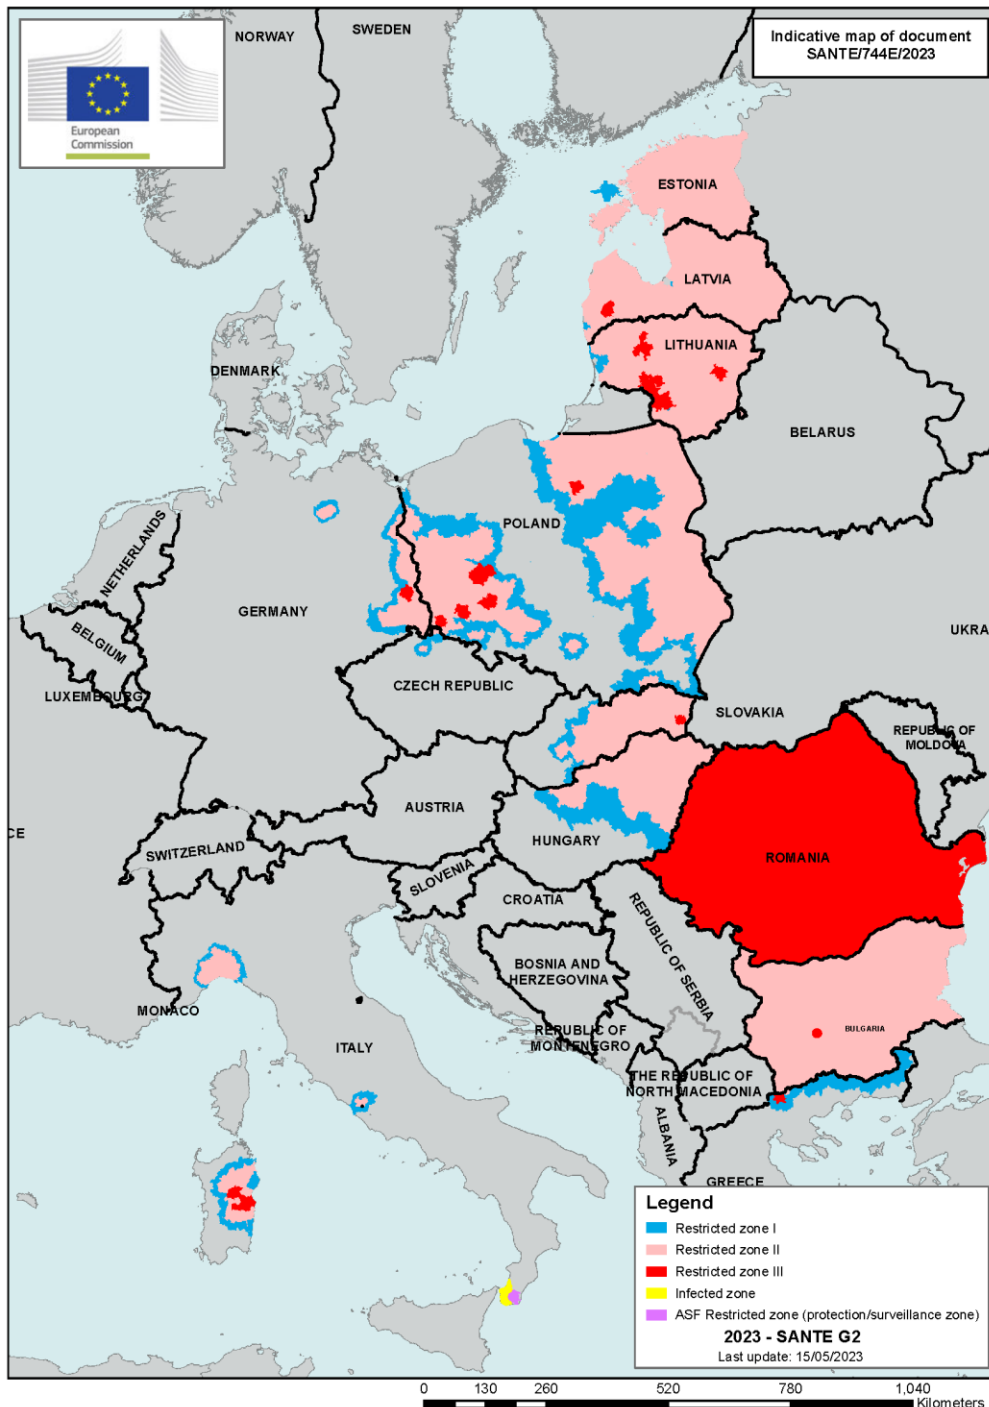 NORWAY
SWEDEN
Indicative map of document
SANTE/744E/2023
European
Commission
ESTONIA
LATVIA
LITHUANIA
DENMARK
BELARUS
NETHERLANDS
POLAND
GERMANY
BELGIUM
UKRA
LUXEMBOURG
CZECH REPUBLIC
SLOVAKIA
REPUBLIC OF
MOLDOVA
AUSTRIA
CE
HUNGARY
SWITZERLAND
ROMANIA
SLOVENIA
CROATIA
REPUBLIC OF SERBIA
BOSNIA AND
HERZEGOVINA
MONACO
BULGARIA
REPUBLIC OF
MONTENEGRO
ITALY
THE REPUBLIC OF
NORTH MACEDONIA
ALBANIA
GREECE
Legend
Restricted zone I
Restricted zone II
Restricted zone III
Infected zone
ASF Restricted zone (protection/surveillance zone)
2023 - SANTE G2
Last update: 15/05/2023
0 130 260 520 780 1,040
Kilometers